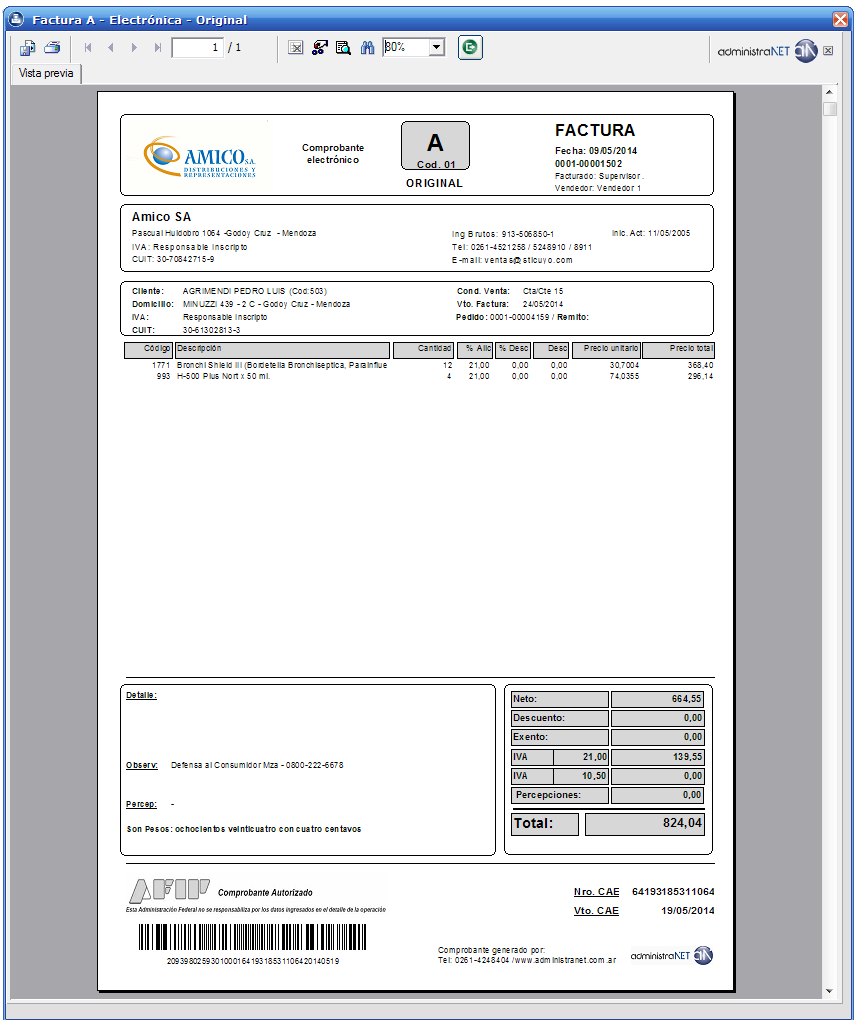 Factura A - Electrónica - Original
1 / 1
80%
administraNET
Vista previa
AMICO S.A.
DISTRIBUCIONES Y
REPRESENTACIONES
Comprobante
electrónico
A
Cod. 01
ORIGINAL
FACTURA
Fecha: 09/05/2014
0001-00001502
Facturado: Supervisor .
Vendedor: Vendedor 1
Amico SA
Pascual Huidobro 1064 -Godoy Cruz - Mendoza
IVA: Responsable Inscripto
CUIT: 30-70842715-9
Ing Brutos: 913-506850-1
Inic. Act: 11/05/2005
Tel: 0261-4521258 / 5248910 / 8911
E-mail: ventas@sticuyo.com
Cliente: AGRIMENDI PEDRO LUIS (Cod:503)
Domicilio: MINUZZI 439 - 2 C - Godoy Cruz - Mendoza
IVA: Responsable Inscripto
CUIT: 30-61302813-3
Cond. Venta: Cta/Cte 15
Vto. Factura: 24/05/2014
Pedido: 0001-00004159 / Remito:
Código Descripción Cantidad % Alic % Desc Desc Precio unitario Precio total
1771 Bronchi Shield III (Bordetella Bronchiseptica, Parainflue 12 21,00 0,00 0,00 30,7004 368,40
993 H-500 Plus Nort x 50 ml. 4 21,00 0,00 0,00 74,0355 296,14
Detalle:
Observ: Defensa al Consumidor Mza - 0800-222-6678
Percep: -
Son Pesos: ochocientos veinticuatro con cuatro centavos
Neto: 664,55
Descuento: 0,00
Exento: 0,00
IVA 21,00 139,55
IVA 10,50 0,00
Percepciones: 0,00
Total: 824,04
AFIP Comprobante Autorizado
Esta Administración Federal no se responsabiliza por los datos ingresados en el detalle de la operación
Nro. CAE 64193185311064
Vto. CAE 19/05/2014
209398025930100016419318531106420140519
Comprobante generado por:
Tel: 0261-4248404 /www.administranet.com.ar
administraNET